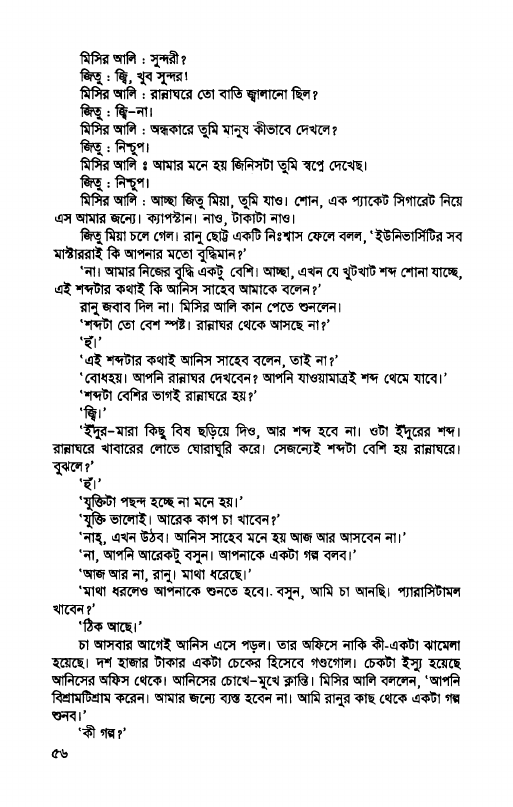 মিসির আলি : সুন্দরী?
জিতু : জ্বি, খুব সুন্দর!
মিসির আলি : রান্নাঘরে তো বাতি জ্বালানো ছিল?
জিতু : জ্বি-না।
মিসির আলি : অন্ধকারে তুমি মানুষ কীভাবে দেখলে?
জিতু : নিশ্চুপ।
মিসির আলি ঃ আমার মনে হয় জিনিসটা তুমি স্বপ্নে দেখেছ।
জিতু : নিশ্চুপ।
মিসির আলি : আচ্ছা জিতু মিয়া, তুমি যাও। শোন, এক প্যাকেট সিগারেট নিয়ে
এস আমার জন্যে। ক্যাপস্টান। নাও, টাকাটা নাও।
জিতু মিয়া চলে গেল। রানু ছোট্ট একটি নিঃশ্বাস ফেলে বলল, 'ইউনিভার্সিটির সব
মাস্টাররাই কি আপনার মতো বুদ্ধিমান?'
'না। আমার নিজের বুদ্ধি একটু বেশি। আচ্ছা, এখন যে খুটখাট শব্দ শোনা যাচ্ছে,
এই শব্দটার কথাই কি আনিস সাহেব আমাকে বলেন?'
রানু জবাব দিল না। মিসির আলি কান পেতে শুনলেন।
'শব্দটা তো বেশ স্পষ্ট। রান্নাঘর থেকে আসছে না?'
'হুঁ।'
'এই শব্দটার কথাই আনিস সাহেব বলেন, তাই না?'
'বোধহয়। আপনি রান্নাঘর দেখবেন? আপনি যাওয়ামাত্রই শব্দ থেমে যাবে।'
'শব্দটা বেশির ভাগই রান্নাঘরে হয়?'
'জ্বি।'
'ইঁদুর-মারা কিছু বিষ ছড়িয়ে দিও, আর শব্দ হবে না। ওটা ইঁদুরের শব্দ।
রান্নাঘরে খাবারের লোভে ঘোরাঘুরি করে। সেজন্যেই শব্দটা বেশি হয় রান্নাঘরে।
বুঝলে?'
'হুঁ।'
'যুক্তিটা পছন্দ হচ্ছে না মনে হয়।'
'যুক্তি ভালোই। আরেক কাপ চা খাবেন?'
'নাহ্, এখন উঠব। আনিস সাহেব মনে হয় আজ আর আসবেন না।'
'না, আপনি আরেকটু বসুন। আপনাকে একটা গল্প বলব।'
'আজ আর না, রানু। মাথা ধরেছে।'
'মাথা ধরলেও আপনাকে শুনতে হবে। বসুন, আমি চা আনছি। প্যারাসিটামল
খাবেন?'
'ঠিক আছে।'
চা আসবার আগেই আনিস এসে পড়ল। তার অফিসে নাকি কী-একটা ঝামেলা
হয়েছে। দশ হাজার টাকার একটা চেকের হিসেবে গণ্ডগোল। চেকটা ইস্যু হয়েছে
আনিসের অফিস থেকে। আনিসের চোখে-মুখে ক্লান্তি। মিসির আলি বললেন, 'আপনি
বিশ্রামটিশ্রাম করেন। আমার জন্যে ব্যস্ত হবেন না। আমি রানুর কাছ থেকে একটা গল্প
শুনব।'
'কী গল্প?'
৫৬